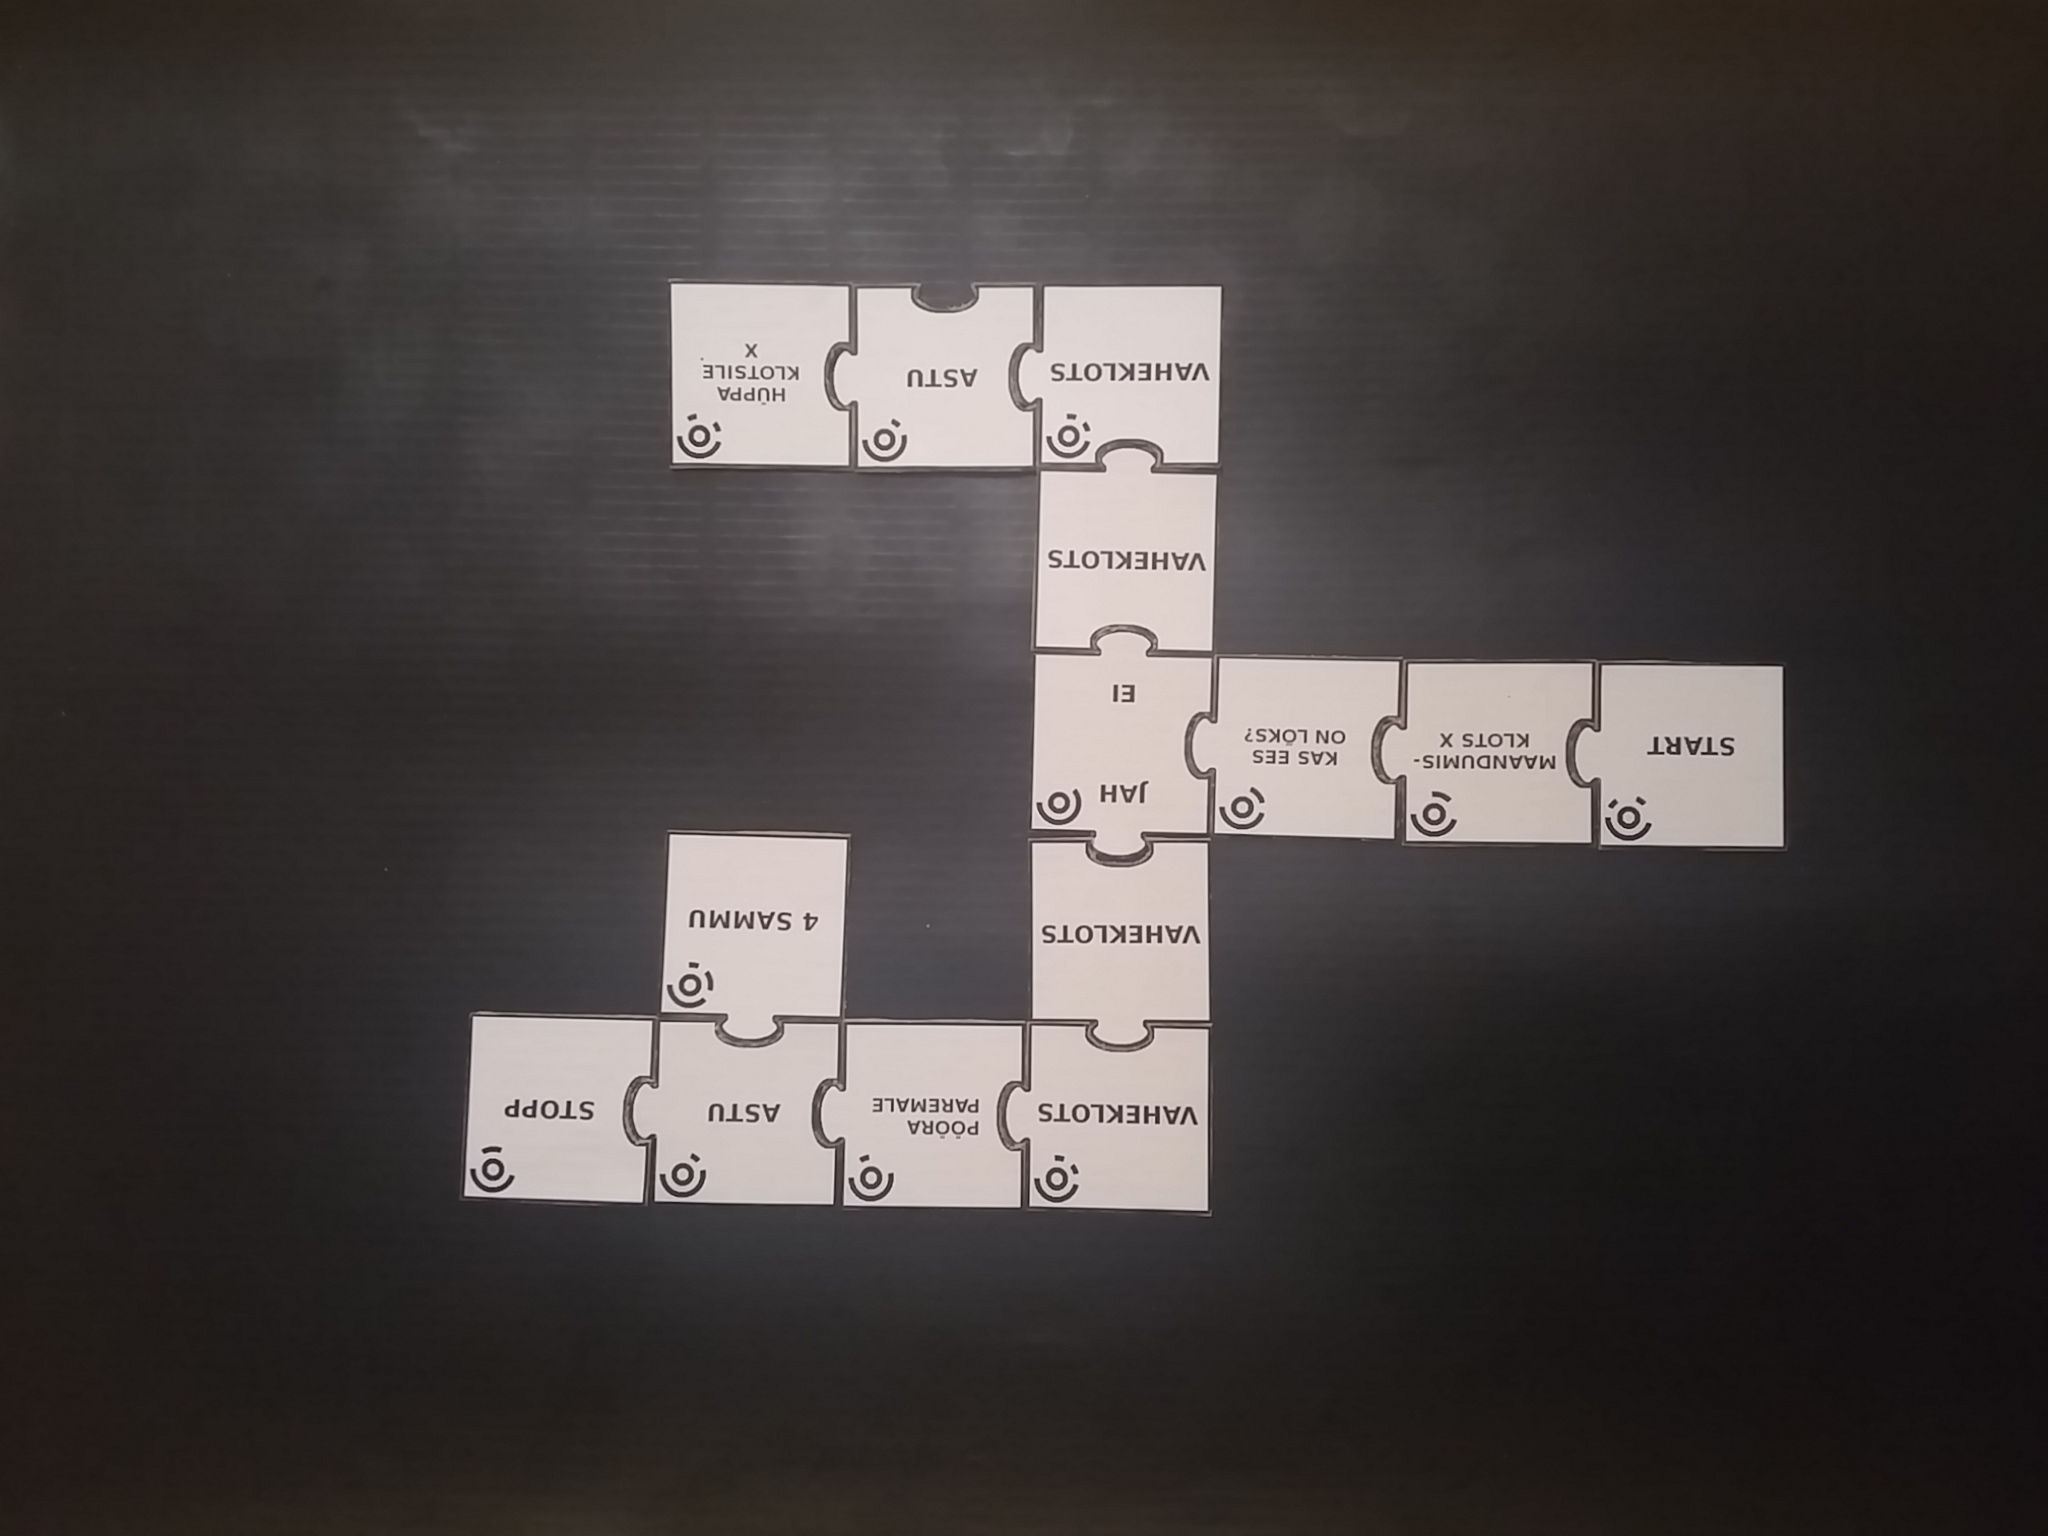 VAHEKLOTS
PÖÖRA
PAREMALE
ASTU
STOPP
VAHEKLOTS
4 SAMMU
START
MAANDUMIS-
KLOTS X
KAS EES
ON LÕKS?
JAH
EI
VAHEKLOTS
VAHEKLOTS
ASTU
HÜPPA
KLOTSILE
X